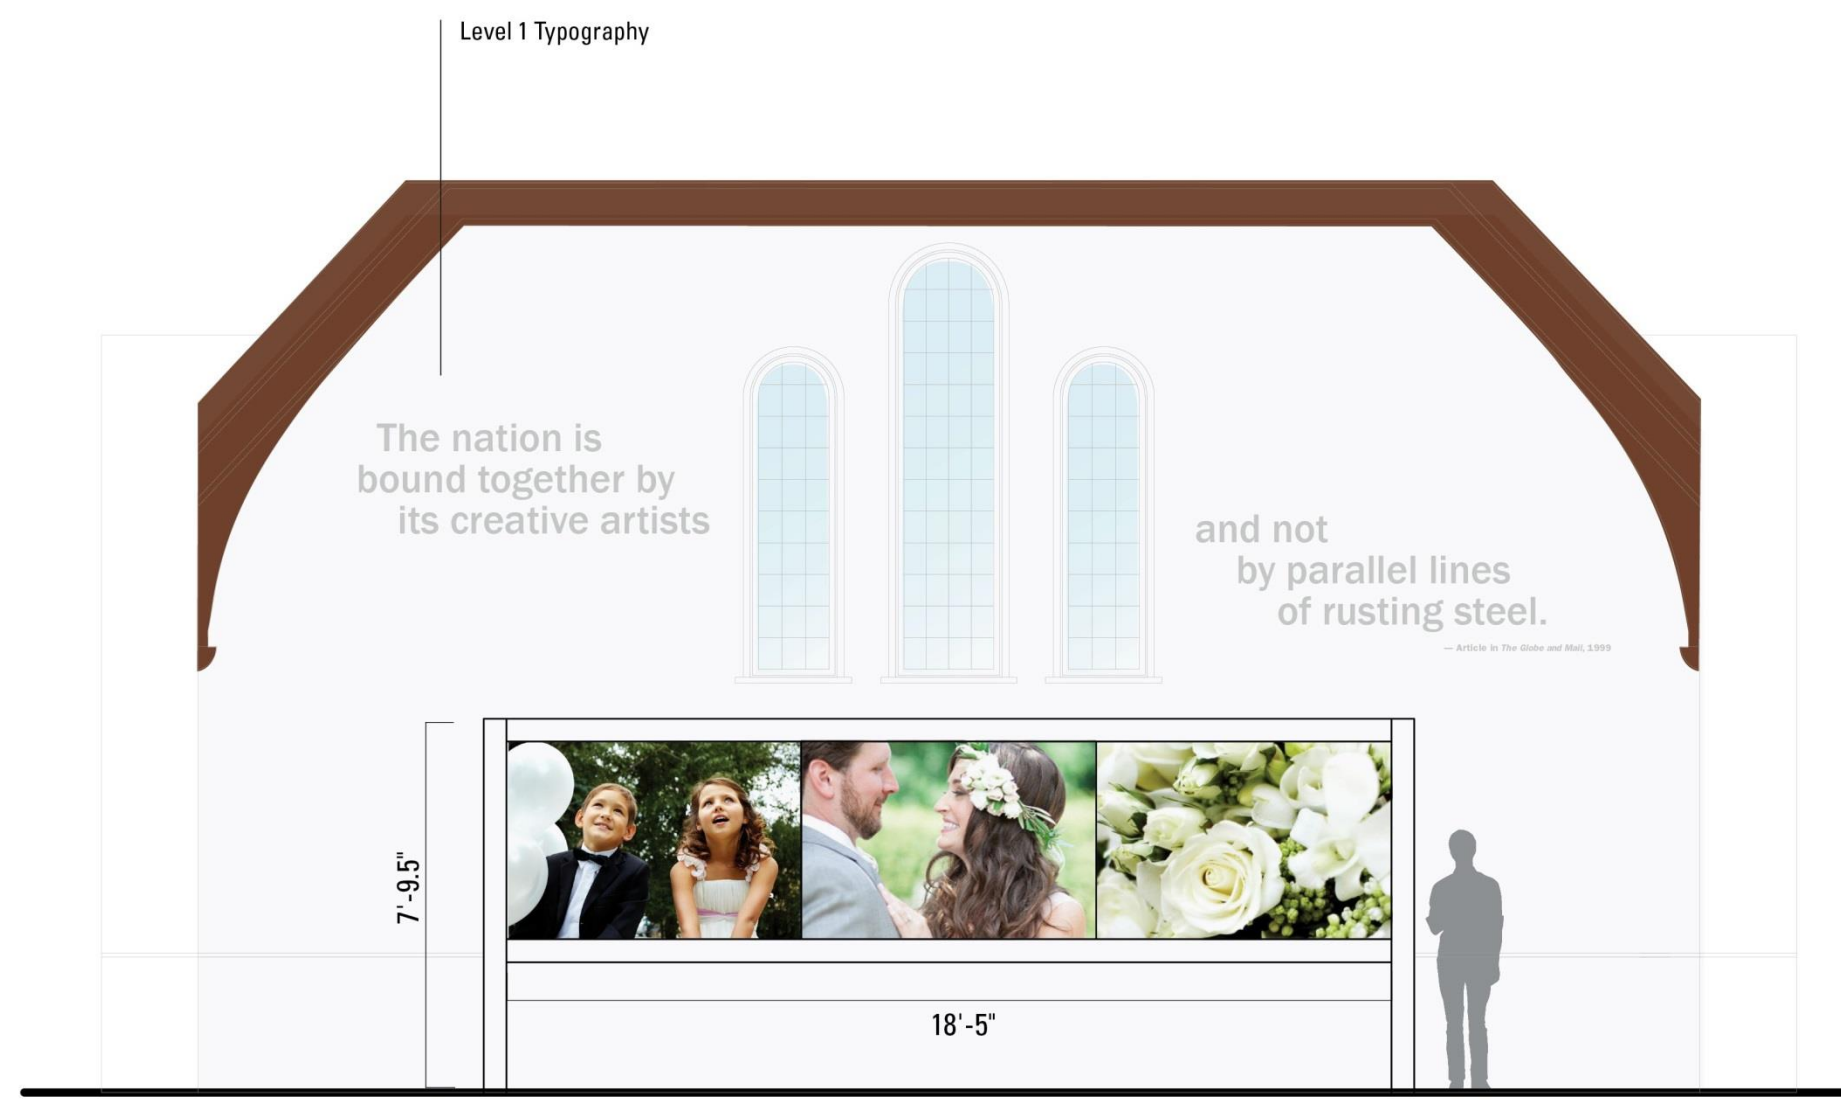 Level 1 Typography
The nation is
bound together by
its creative artists
and not
by parallel lines
of rusting steel.
— Article in The Globe and Mail, 1999
7'-9.5"
18'-5"